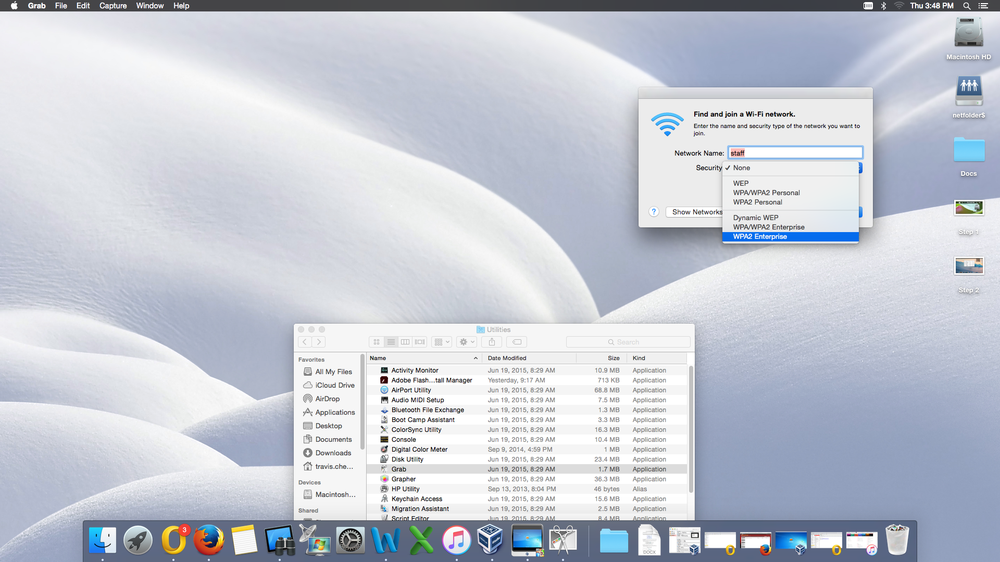 Grab File Edit Capture Window Help
Thu 3:48 PM
Macintosh HD
netfolder$
Docs
Step 1
Step 2
Find and join a Wi-Fi network.
Enter the name and security type of the network you want to
join.
Network Name: staff
Security ✓ None
WEP
WPA/WPA2 Personal
WPA2 Personal
? Show Networks
Dynamic WEP
WPA/WPA2 Enterprise
WPA2 Enterprise
Utilities
Search
Favorites
All My Files
iCloud Drive
AirDrop
Applications
Desktop
Documents
Downloads
travis.che...
Devices
Macintosh...
Shared
Name Date Modified Size Kind
Activity Monitor Jun 19, 2015, 8:29 AM 10.9 MB Application
Adobe Flash...tall Manager Yesterday, 9:17 AM 713 KB Application
AirPort Utility Jun 19, 2015, 8:29 AM 68.8 MB Application
Audio MIDI Setup Jun 19, 2015, 8:29 AM 7.5 MB Application
Bluetooth File Exchange Jun 19, 2015, 8:29 AM 1.3 MB Application
Boot Camp Assistant Jun 19, 2015, 8:29 AM 3.3 MB Application
ColorSync Utility Jun 19, 2015, 8:29 AM 16.3 MB Application
Console Jun 19, 2015, 8:29 AM 10.4 MB Application
Digital Color Meter Sep 9, 2014, 4:59 PM 1 MB Application
Disk Utility Jun 19, 2015, 8:29 AM 23.4 MB Application
Grab Jun 19, 2015, 8:29 AM 1.7 MB Application
Grapher Jun 19, 2015, 8:29 AM 36.3 MB Application
HP Utility Sep 13, 2013, 8:04 PM 46 bytes Alias
Keychain Access Jun 19, 2015, 8:29 AM 15.6 MB Application
Migration Assistant Jun 19, 2015, 8:29 AM 2.5 MB Application
Script Editor Jun 19, 2015, 8:29 AM 8.4 MB Application
3
DOCX